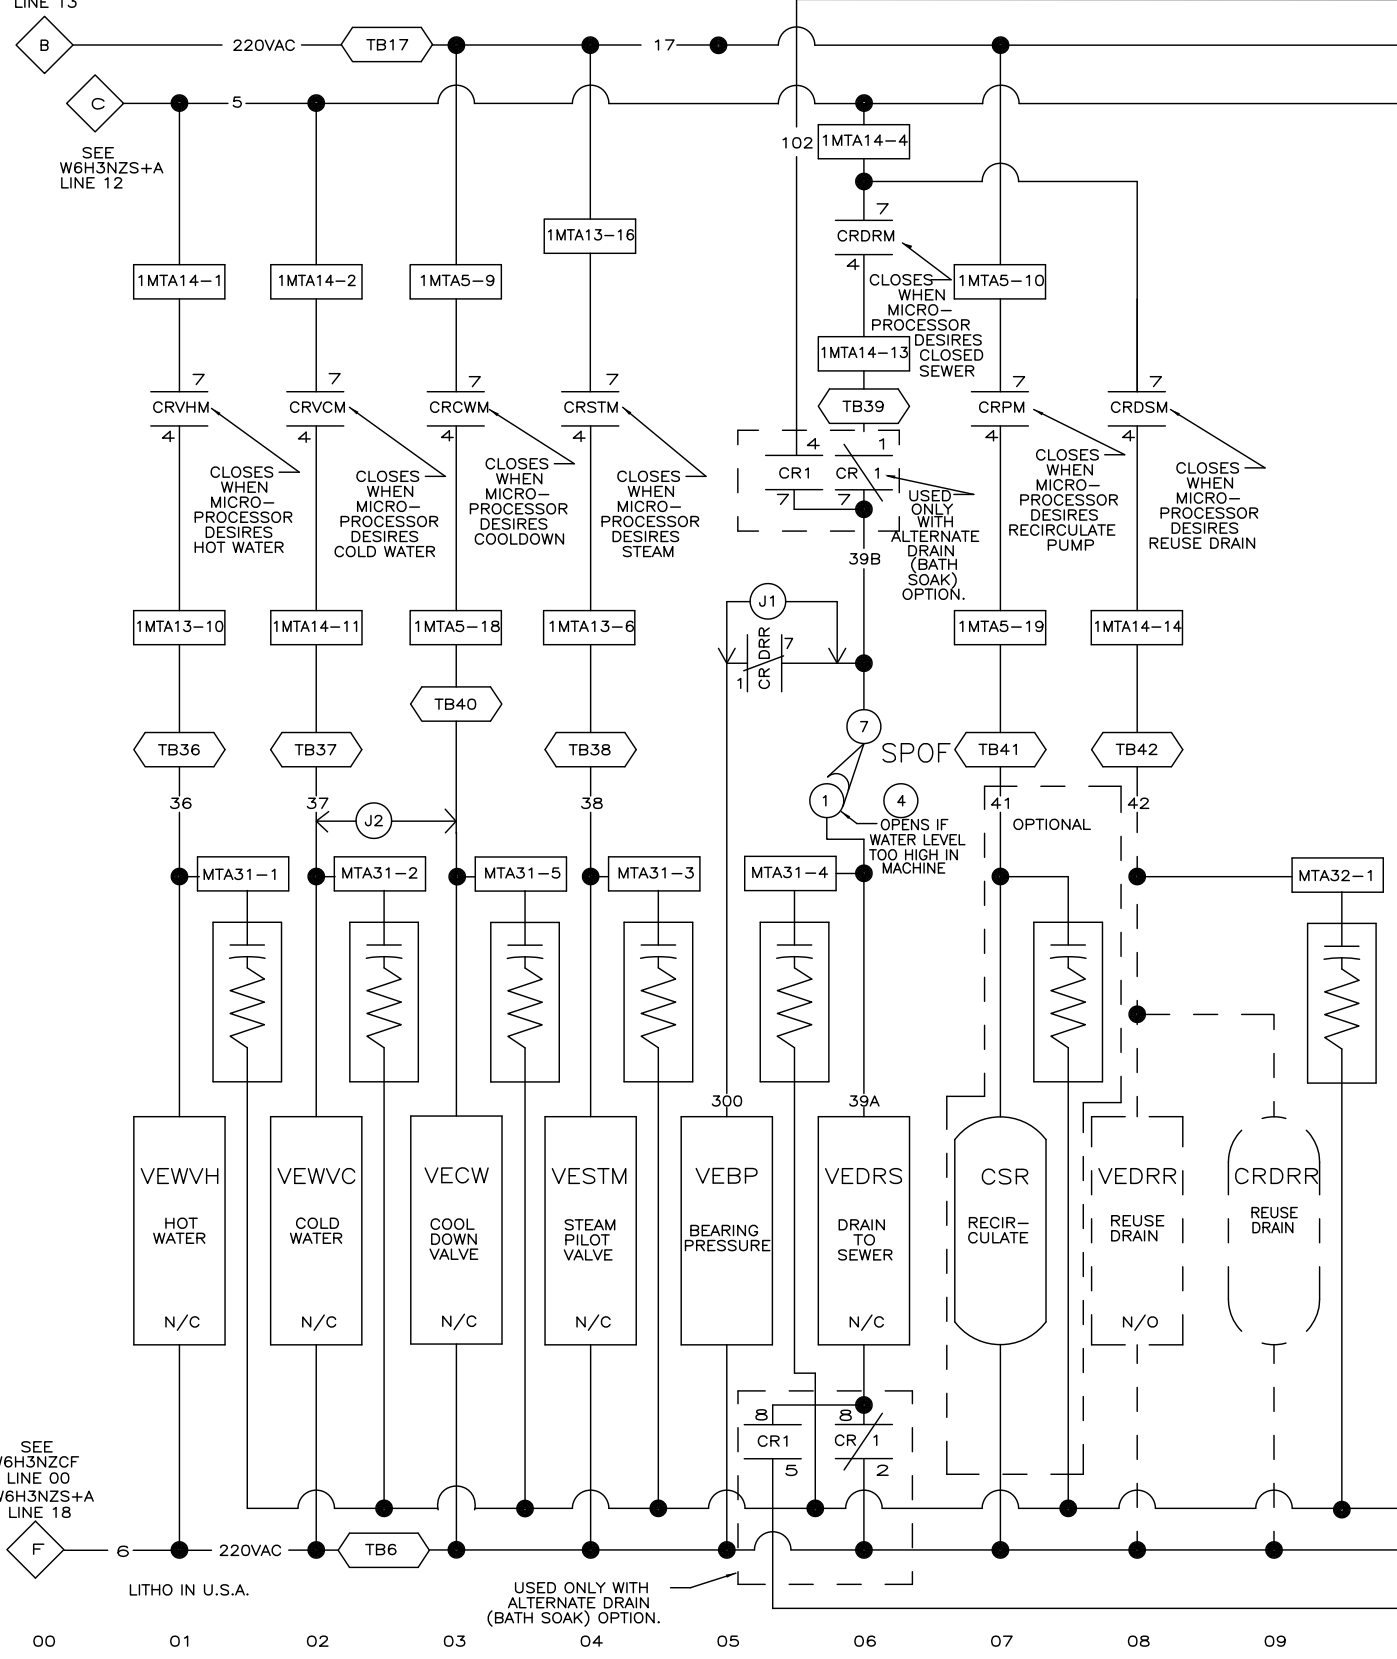 LINE 13
B
220VAC
TB17
17
C
5
SEE
W6H3NZS+A
LINE 12
102
1MTA14-4
7
CRDRM
4
CLOSES
WHEN
MICRO-
PROCESSOR
DESIRES
CLOSED
SEWER
1MTA13-16
1MTA14-1
1MTA14-2
1MTA5-9
1MTA5-10
1MTA14-13
TB39
7
CRVHM
4
CLOSES
WHEN
MICRO-
PROCESSOR
DESIRES
HOT WATER
7
CRVCM
4
CLOSES
WHEN
MICRO-
PROCESSOR
DESIRES
COLD WATER
7
CRCWM
4
CLOSES
WHEN
MICRO-
PROCESSOR
DESIRES
COOLDOWN
7
CRSTM
4
CLOSES
WHEN
MICRO-
PROCESSOR
DESIRES
STEAM
4
CR1
7
1
CR 1
7
USED
ONLY
WITH
ALTERNATE
DRAIN
(BATH
SOAK)
OPTION.
7
CRPM
4
CLOSES
WHEN
MICRO-
PROCESSOR
DESIRES
RECIRCULATE
PUMP
7
CRDSM
4
CLOSES
WHEN
MICRO-
PROCESSOR
DESIRES
REUSE DRAIN
39B
J1
CR DRR
7
1
1MTA13-10
1MTA14-11
1MTA5-18
1MTA13-6
1MTA5-19
1MTA14-14
TB40
TB36
TB37
TB38
7
SPOF
TB41
TB42
36
37
J2
38
1
4
OPENS IF
WATER LEVEL
TOO HIGH IN
MACHINE
41
OPTIONAL
42
MTA31-1
MTA31-2
MTA31-5
MTA31-3
MTA31-4
MTA32-1
300
39A
VEWVH
HOT
WATER
N/C
VEWVC
COLD
WATER
N/C
VECW
COOL
DOWN
VALVE
N/C
VESTM
STEAM
PILOT
VALVE
N/C
VEBP
BEARING
PRESSURE
VEDRS
DRAIN
TO
SEWER
N/C
CSR
RECIR-
CULATE
VEDRR
REUSE
DRAIN
N/O
CRDRR
REUSE
DRAIN
8
CR1
5
8
CR 1
2
SEE
W6H3NZCF
LINE 00
W6H3NZS+A
LINE 18
F
6
220VAC
TB6
LITHO IN U.S.A.
USED ONLY WITH
ALTERNATE DRAIN
(BATH SOAK) OPTION.
00 01 02 03 04 05 06 07 08 09